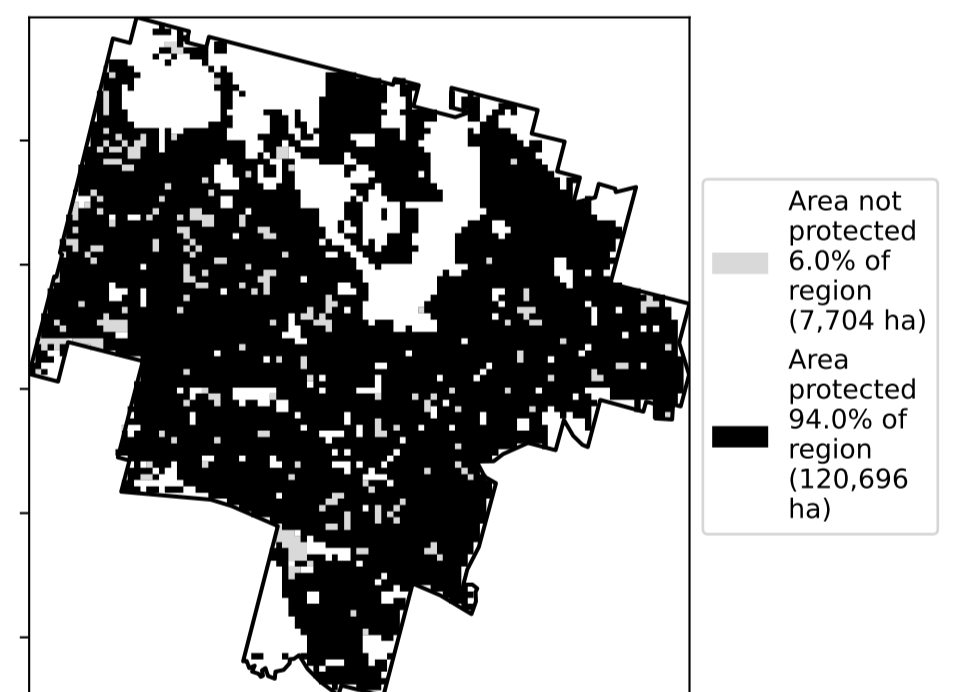 Area not
protected
6.0% of
region
(7,704 ha)
Area
protected
94.0% of
region
(120,696
ha)